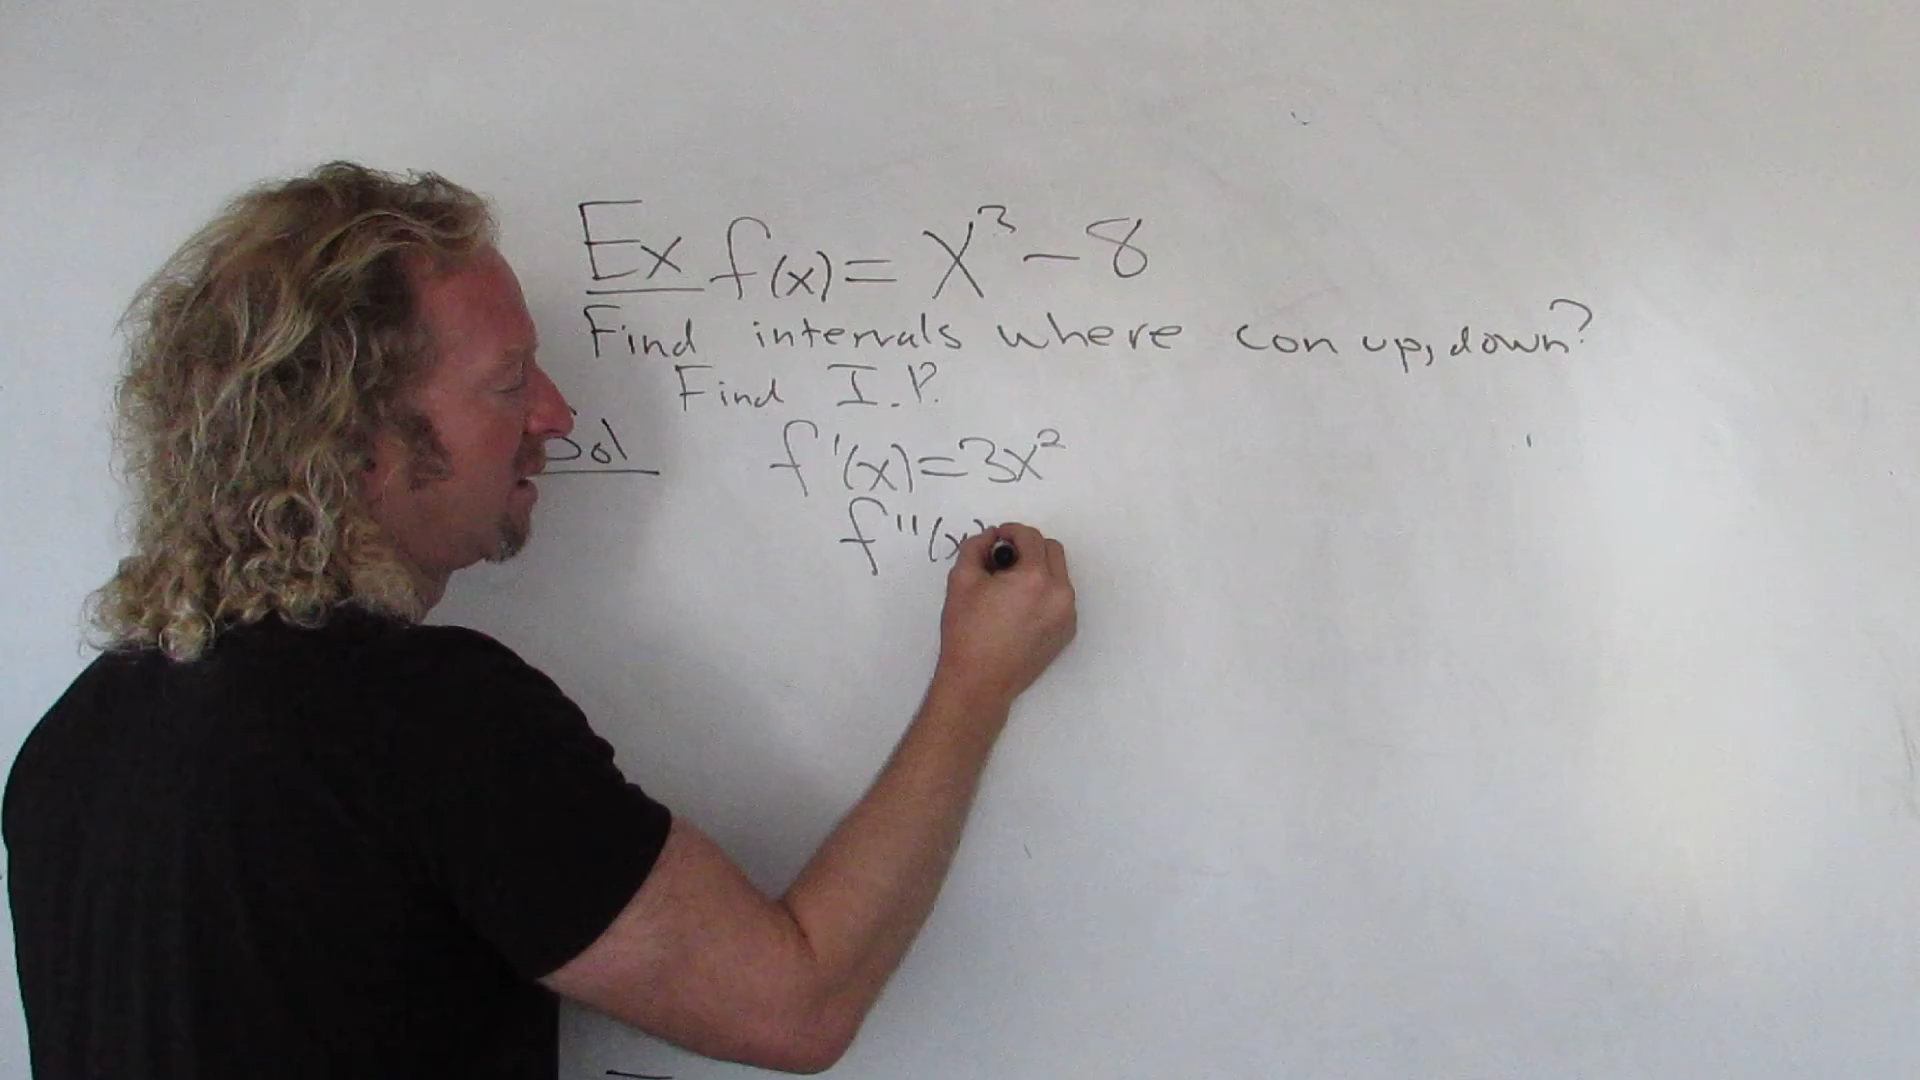 Ex f(x) = x³ - 8
Find intervals where con up, down?
Find I.P.
Sol f'(x) = 3x²
f''(x)